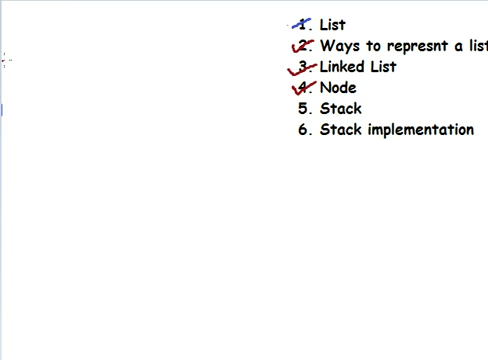 1. List
2. Ways to represnt a list
3. Linked List
4. Node
5. Stack
6. Stack implementation